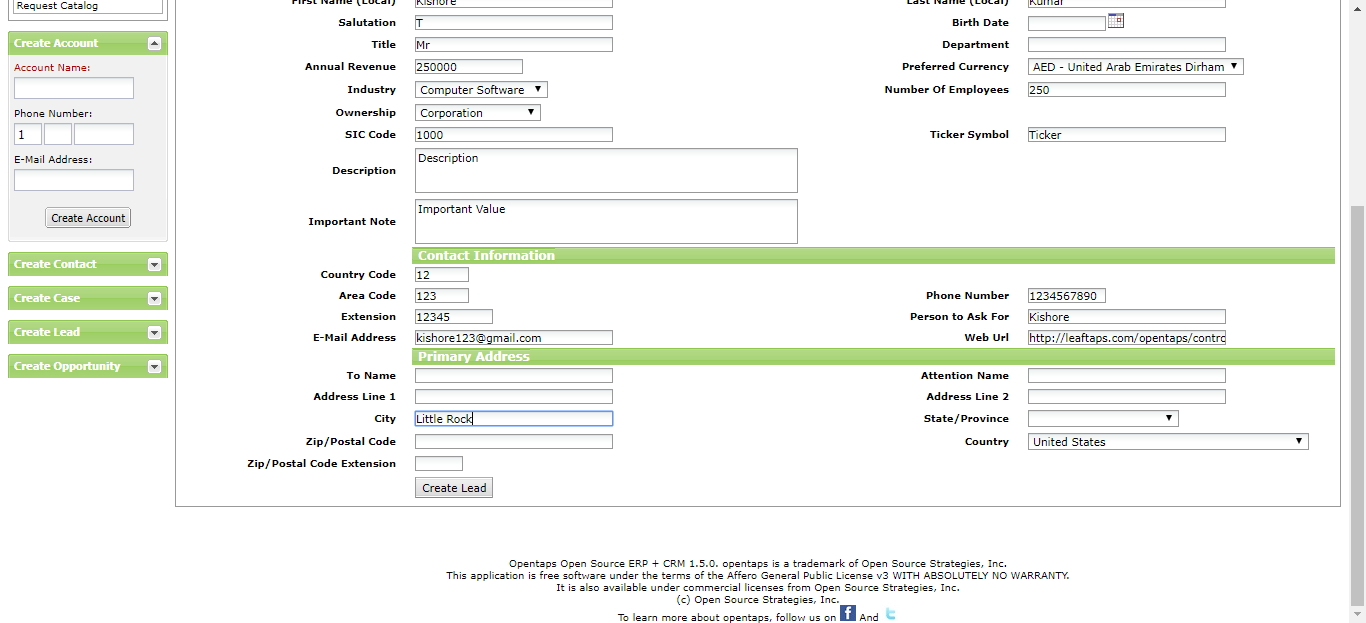 Request Catalog
Create Account
Account Name:
Phone Number:
1
E-Mail Address:
Create Account
Create Contact
Create Case
Create Lead
Create Opportunity
First Name (Local) Kishore Last Name (Local) Kumar
Salutation T Birth Date
Title Mr Department
Annual Revenue 250000 Preferred Currency AED - United Arab Emirates Dirham
Industry Computer Software Number Of Employees 250
Ownership Corporation
SIC Code 1000 Ticker Symbol Ticker
Description Description
Important Note Important Value
Contact Information
Country Code 12
Area Code 123 Phone Number 1234567890
Extension 12345 Person to Ask For Kishore
E-Mail Address kishore123@gmail.com Web Url http://leaftaps.com/opentaps/contro
Primary Address
To Name Attention Name
Address Line 1 Address Line 2
City Little Rock State/Province
Zip/Postal Code Country United States
Zip/Postal Code Extension
Create Lead
Opentaps Open Source ERP + CRM 1.5.0. opentaps is a trademark of Open Source Strategies, Inc.
This application is free software under the terms of the Affero General Public License v3 WITH ABSOLUTELY NO WARRANTY.
It is also available under commercial licenses from Open Source Strategies, Inc.
(c) Open Source Strategies, Inc.
To learn more about opentaps, follow us on f And t